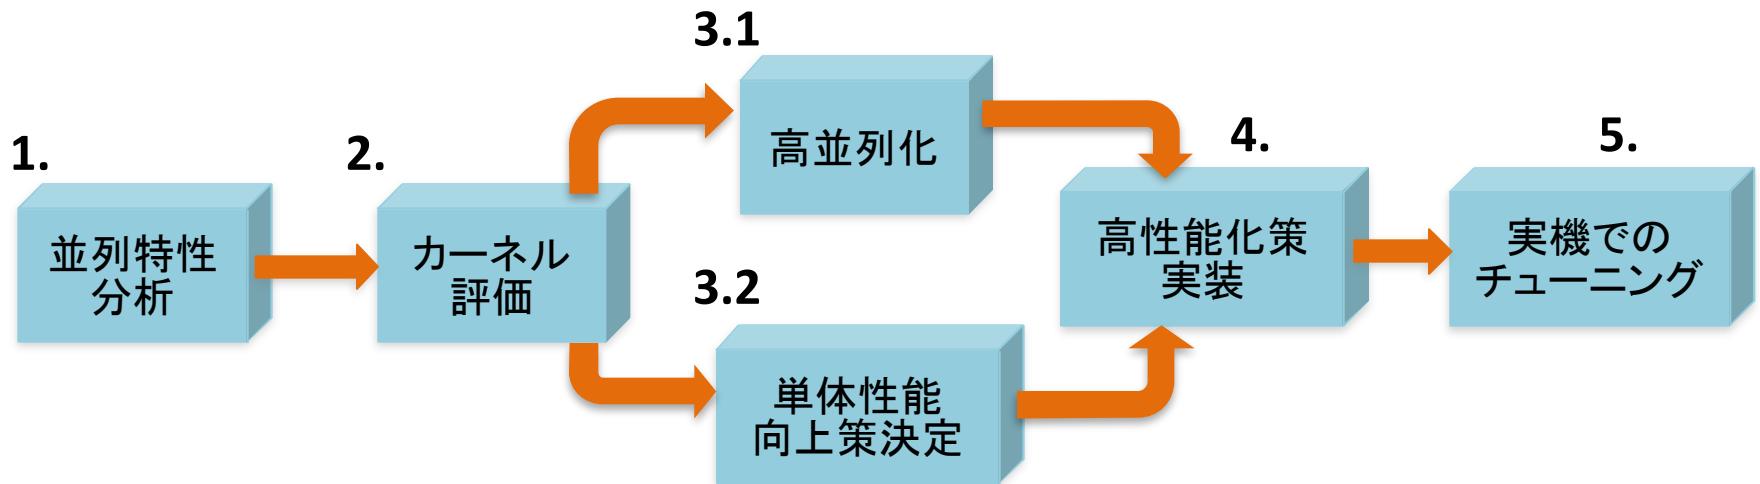 1.
並列特性
分析
2.
カーネル
評価
3.1
高並列化
3.2
単体性能
向上策決定
4.
高性能化策
実装
5.
実機での
チューニング